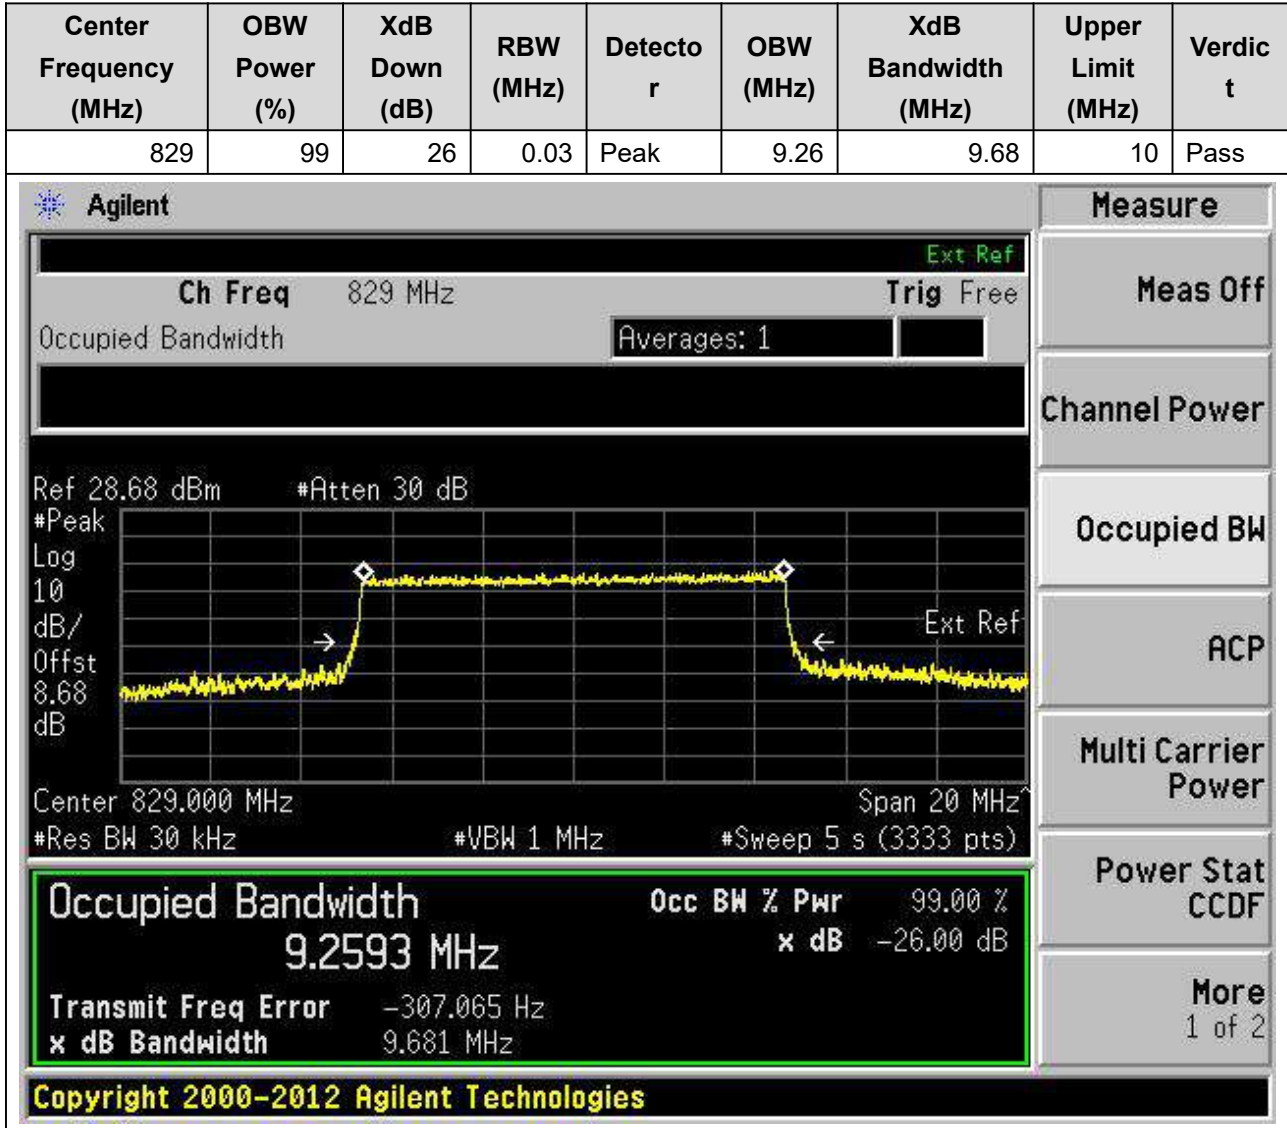 Center Frequency (MHz) | OBW Power (%) | XdB Down (dB) | RBW (MHz) | Detecto r | OBW (MHz) | XdB Bandwidth (MHz) | Upper Limit (MHz) | Verdic t
829 | 99 | 26 | 0.03 | Peak | 9.26 | 9.68 | 10 | Pass
Agilent
Measure
Ext Ref
Ch Freq 829 MHz Trig Free
Occupied Bandwidth Averages: 1
Meas Off
Channel Power
Occupied BW
ACP
Multi Carrier
Power
Power Stat
CCDF
More
1 of 2
Ref 28.68 dBm #Atten 30 dB
#Peak
Log
10
dB/
Offst
8.68
dB
Ext Ref
Center 829.000 MHz Span 20 MHz^
#Res BW 30 kHz #VBW 1 MHz #Sweep 5 s (3333 pts)
Occupied Bandwidth
9.2593 MHz
Occ BW % Pwr 99.00 %
x dB -26.00 dB
Transmit Freq Error -307.065 Hz
x dB Bandwidth 9.681 MHz
Copyright 2000-2012 Agilent Technologies